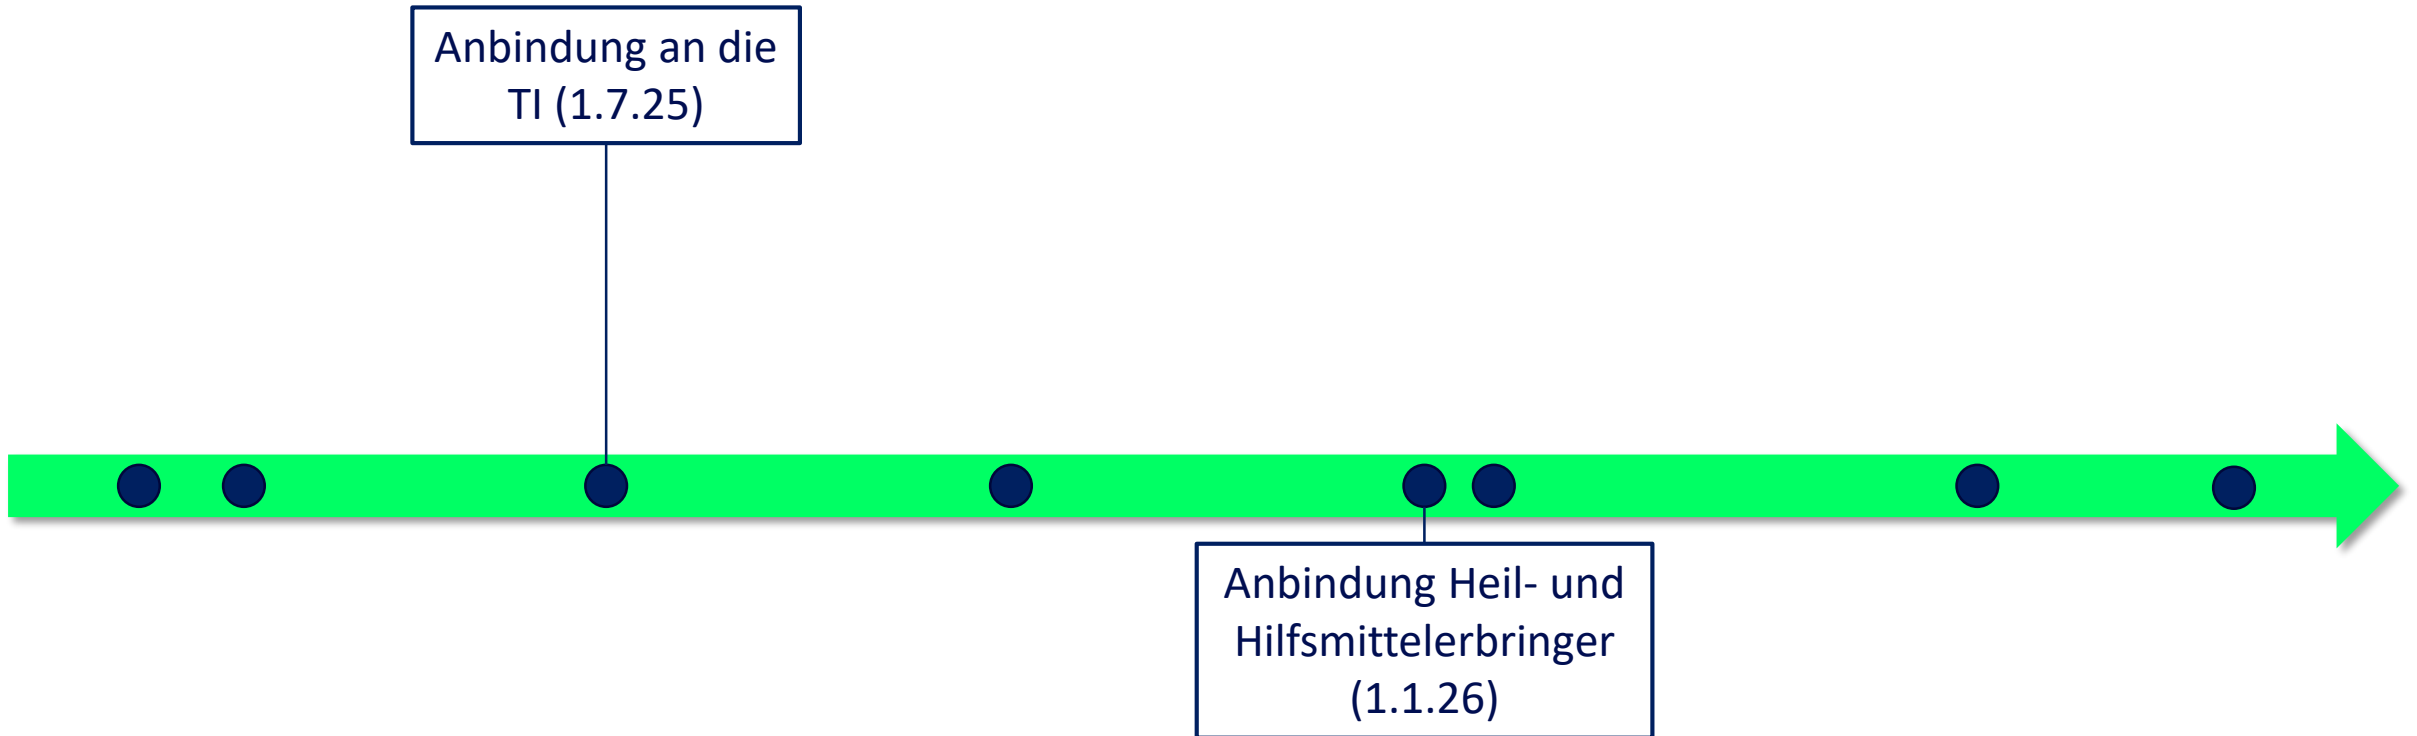 Anbindung an die
TI (1.7.25)
Anbindung Heil- und
Hilfsmittelerbringer
(1.1.26)